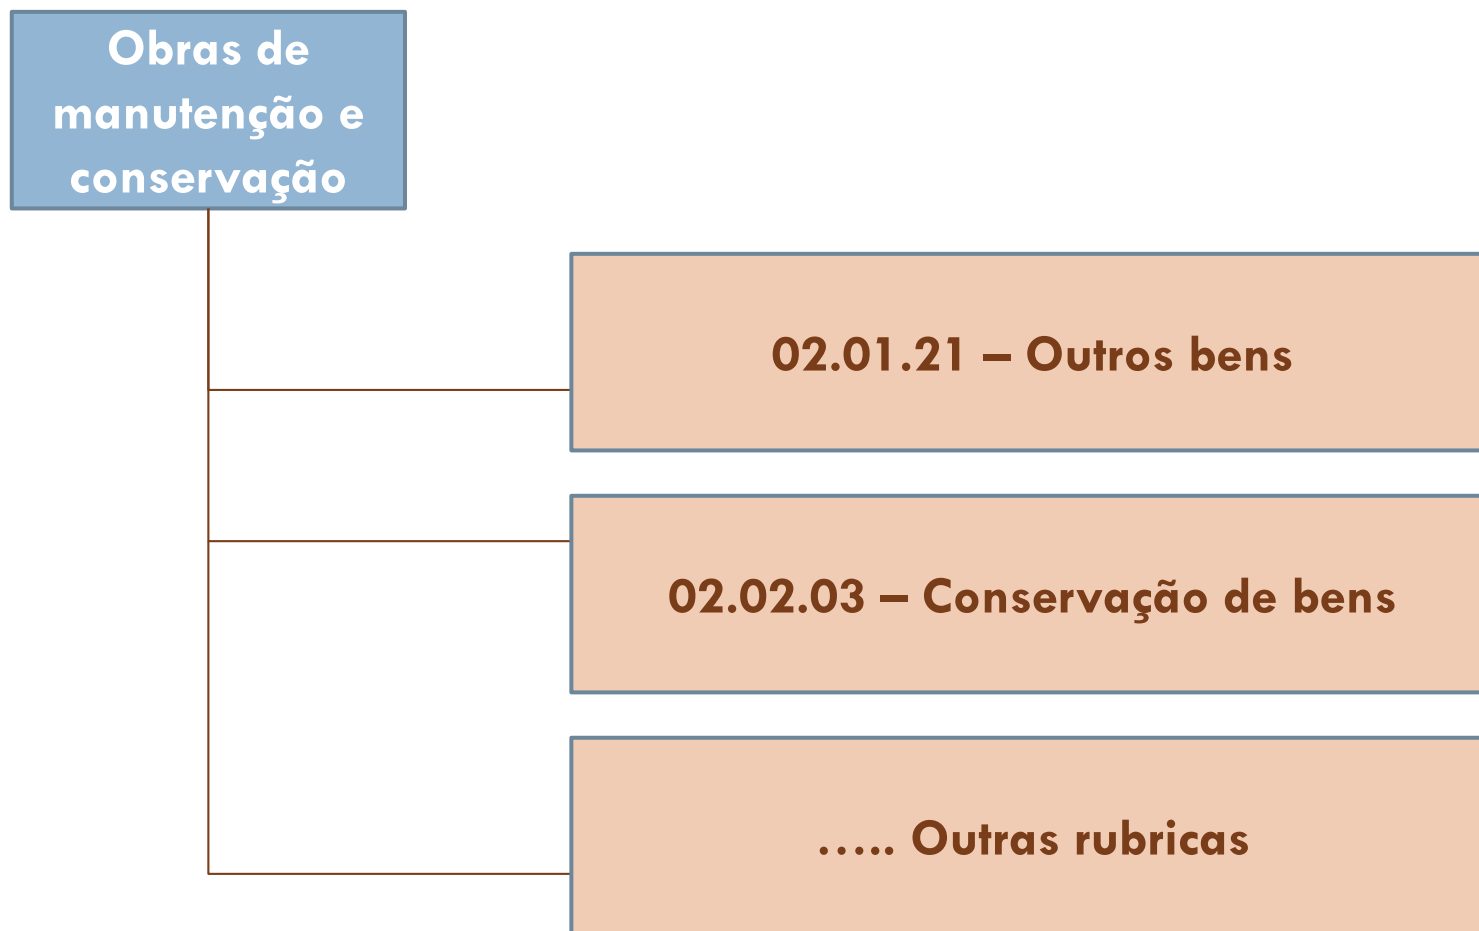 Obras de
manutenção e
conservação
02.01.21 – Outros bens
02.02.03 – Conservação de bens
..... Outras rubricas